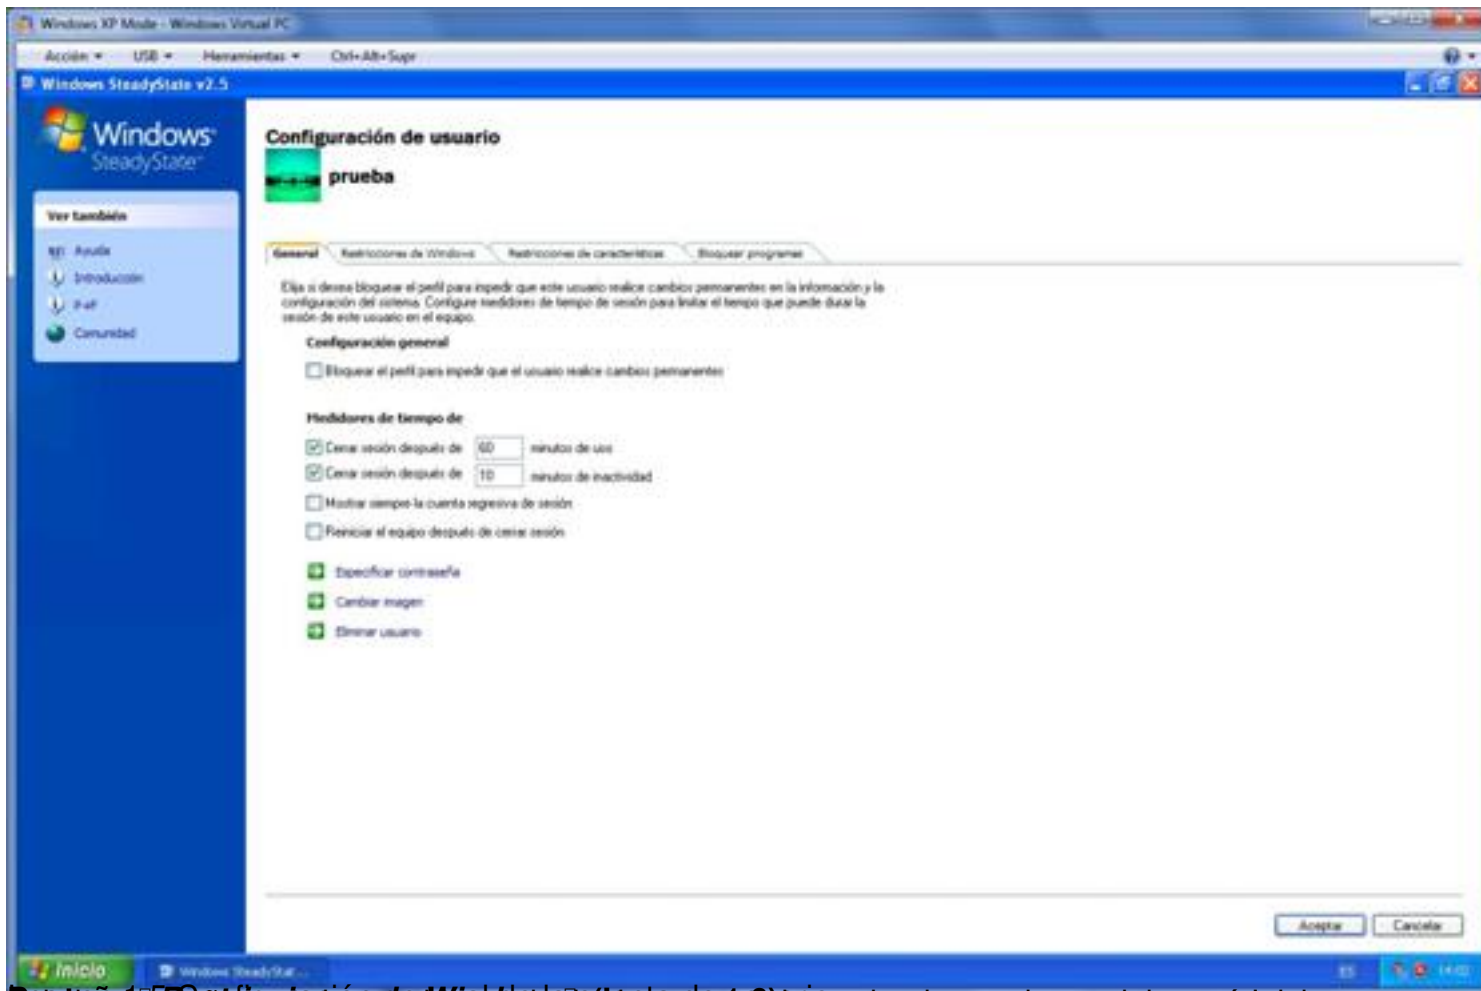 Windows XP Mode - Windows Virtual PC
Acción USB Herramientas Ctrl+Alt+Supr
Windows SteadyState v2.5
Windows
SteadyState
Configuración de usuario
prueba
Ver también
Ayuda
Introducción
P+F
Comunidad
General Restricciones de Windows Restricciones de características Bloquear programas
Elija si desea bloquear el perfil para impedir que este usuario realice cambios permanentes en la información y la
configuración del sistema. Configure medidores de tiempo de sesión para limitar el tiempo que puede durar la
sesión de este usuario en el equipo.
Configuración general
Bloquear el perfil para impedir que el usuario realice cambios permanentes
Medidores de tiempo de
Cerrar sesión después de 60 minutos de uso
Cerrar sesión después de 10 minutos de inactividad
Mostrar siempre la cuenta regresiva de sesión
Reiniciar el equipo después de cerrar sesión
Especificar contraseña
Cambiar imagen
Eliminar usuario
Aceptar Cancelar
Inicio Windows SteadyStat... ES 14:02